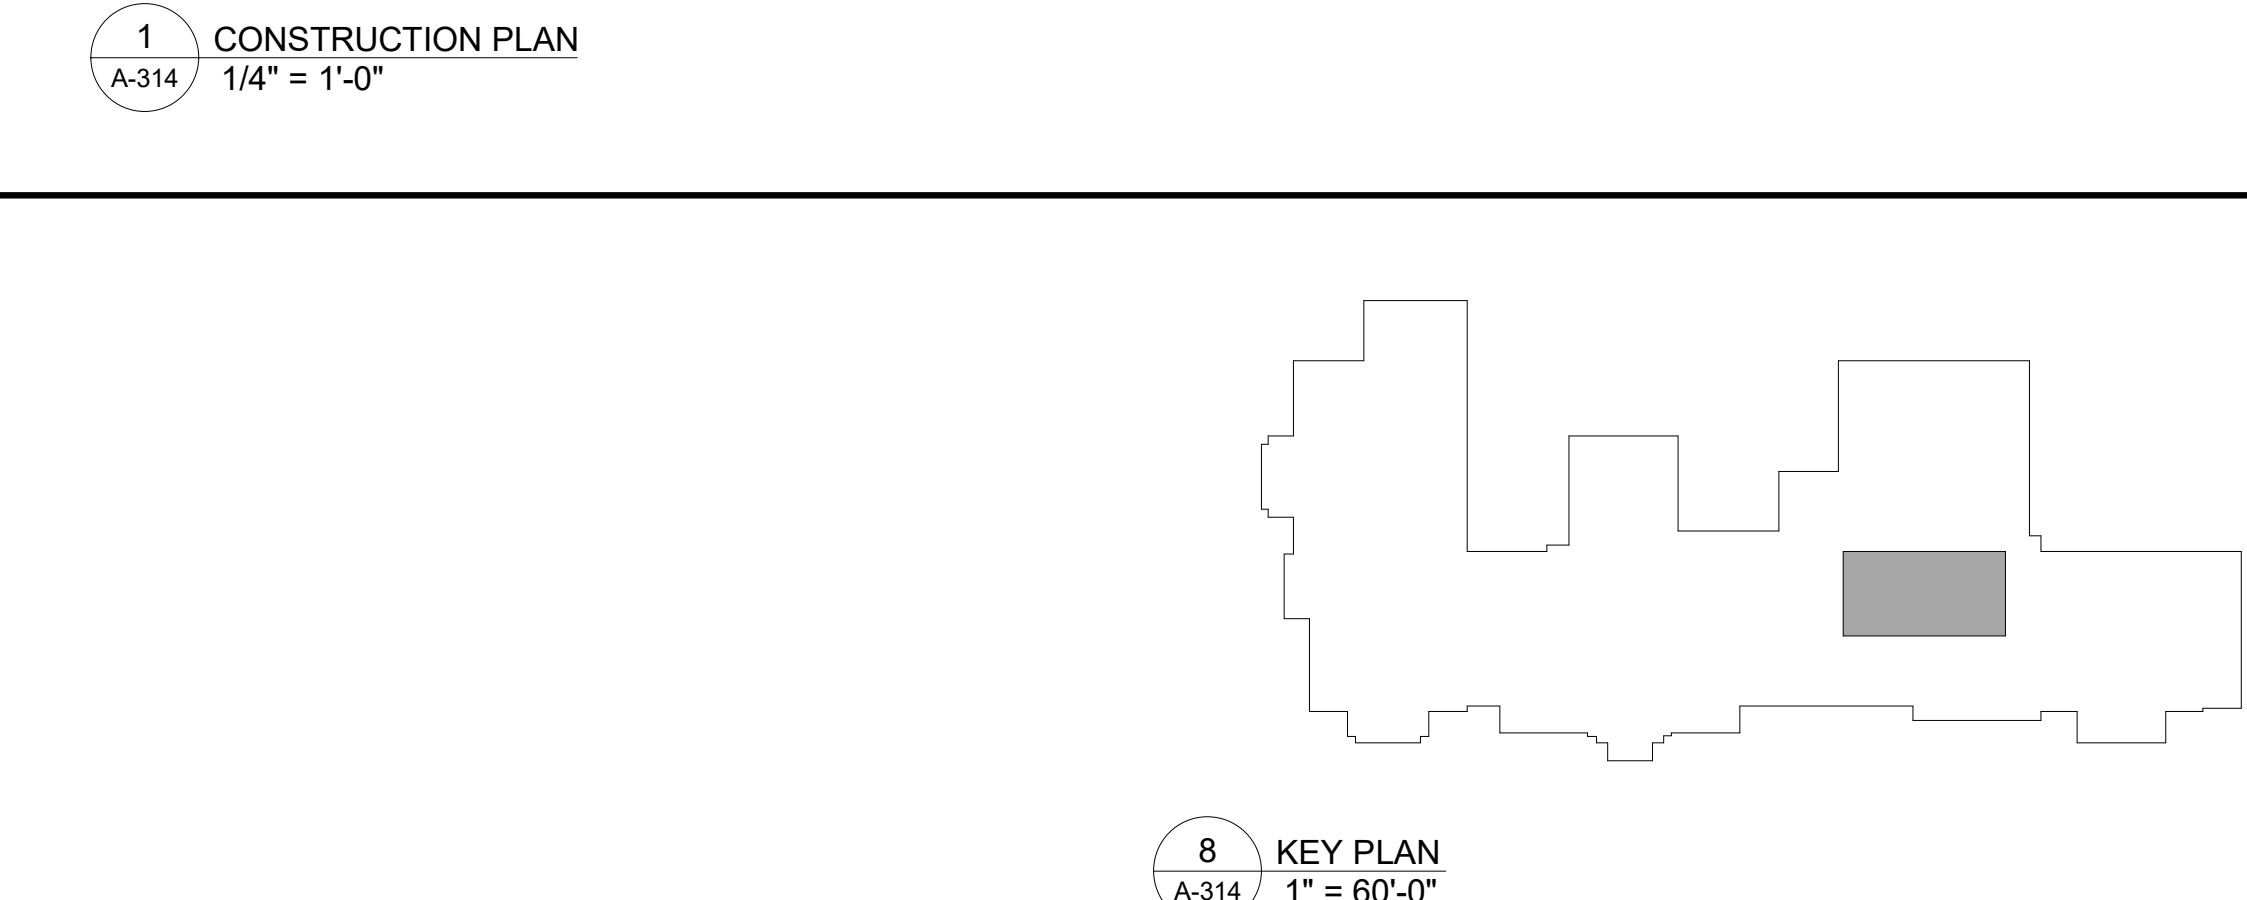 1
CONSTRUCTION PLAN
A-314
1/4" = 1'-0"
8
KEY PLAN
A-314
1" = 60'-0"